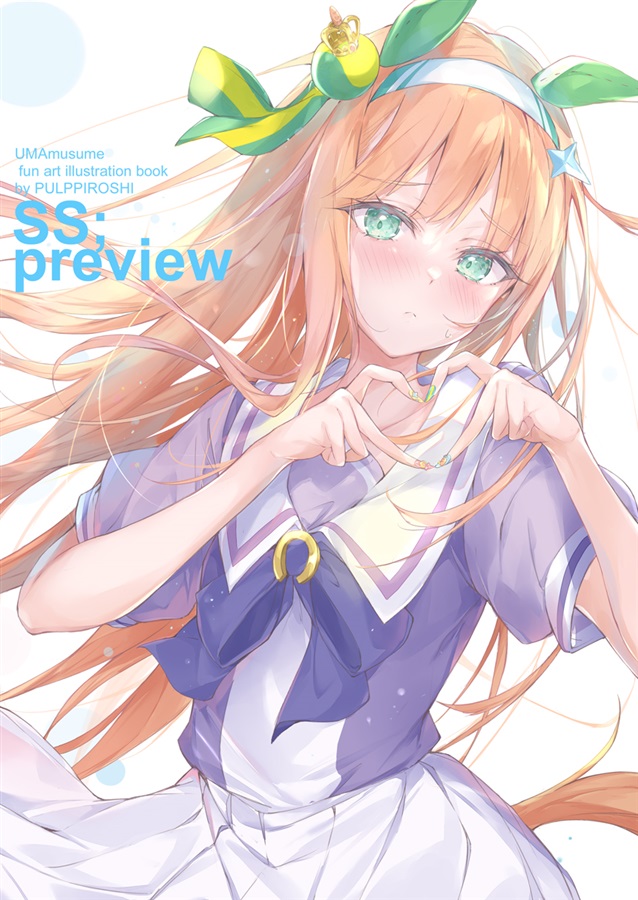 UMAmusume
fun art illustration book
by PULPPIROSHI
SS;
preview